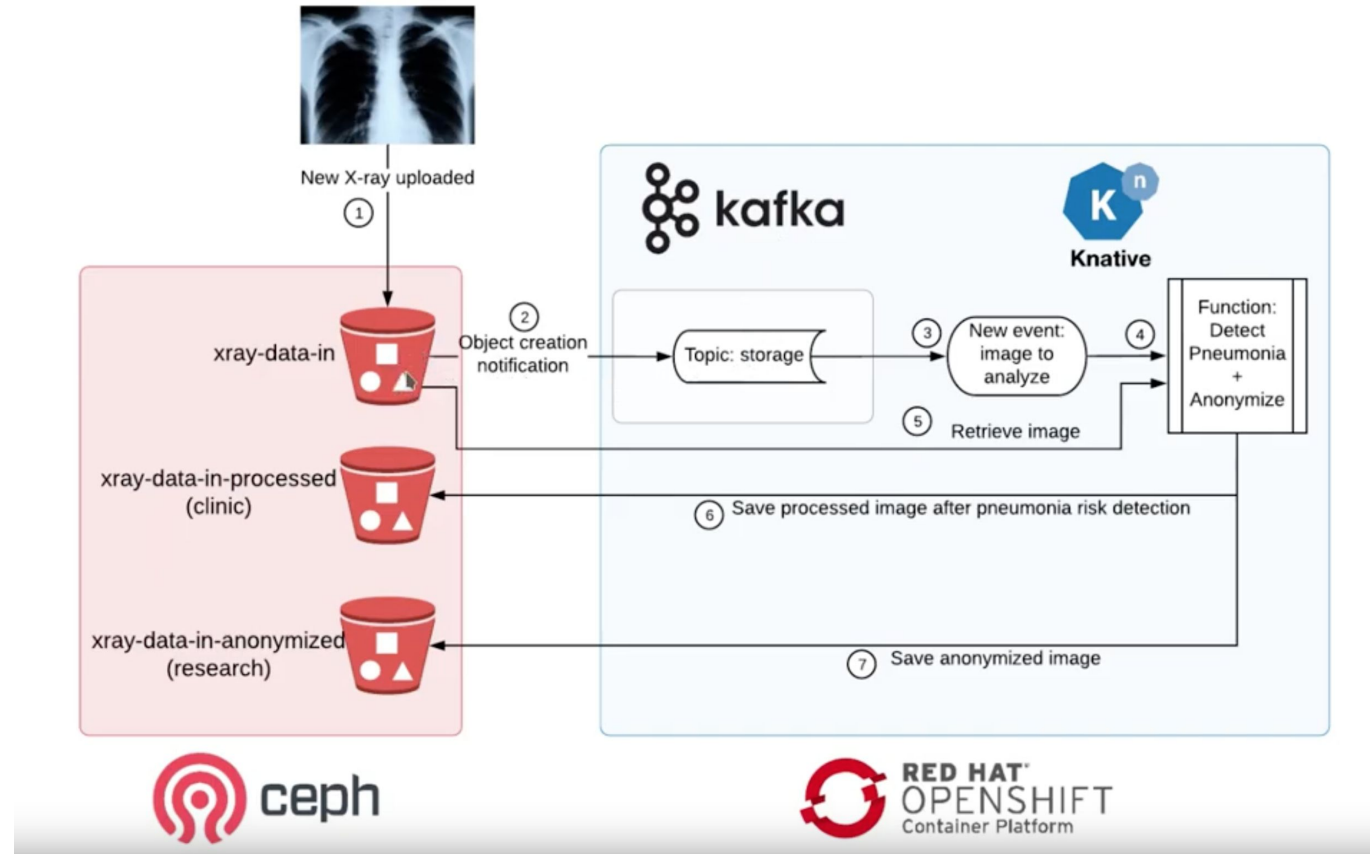 New X-ray uploaded
1
kafka
K
n
Knative
xray-data-in
2
Object creation
notification
Topic: storage
3
New event:
image to
analyze
4
Function:
Detect
Pneumonia
+
Anonymize
5
Retrieve image
xray-data-in-processed
(clinic)
6
Save processed image after pneumonia risk detection
xray-data-in-anonymized
(research)
7
Save anonymized image
ceph
RED HAT®
OPENSHIFT
Container Platform